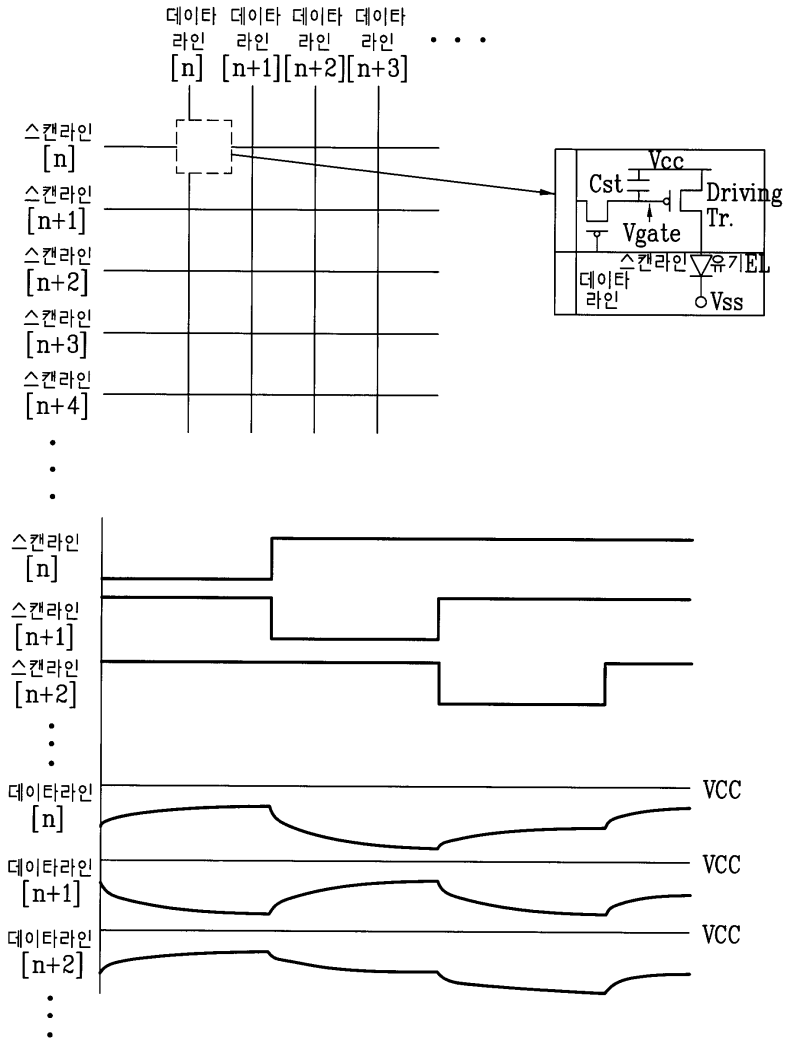 데이타 데이타 데이타 데이타
라인 라인 라인 라인
[n] [n+1] [n+2] [n+3]
스캔라인
[n]
스캔라인
[n+1]
스캔라인
[n+2]
스캔라인
[n+3]
스캔라인
[n+4]
Vcc
Cst
Driving
Tr.
Vgate
스캔라인
유기EL
데이타
라인
Vss
스캔라인
[n]
스캔라인
[n+1]
스캔라인
[n+2]
데이타라인
[n]
VCC
데이타라인
[n+1]
VCC
데이타라인
[n+2]
VCC